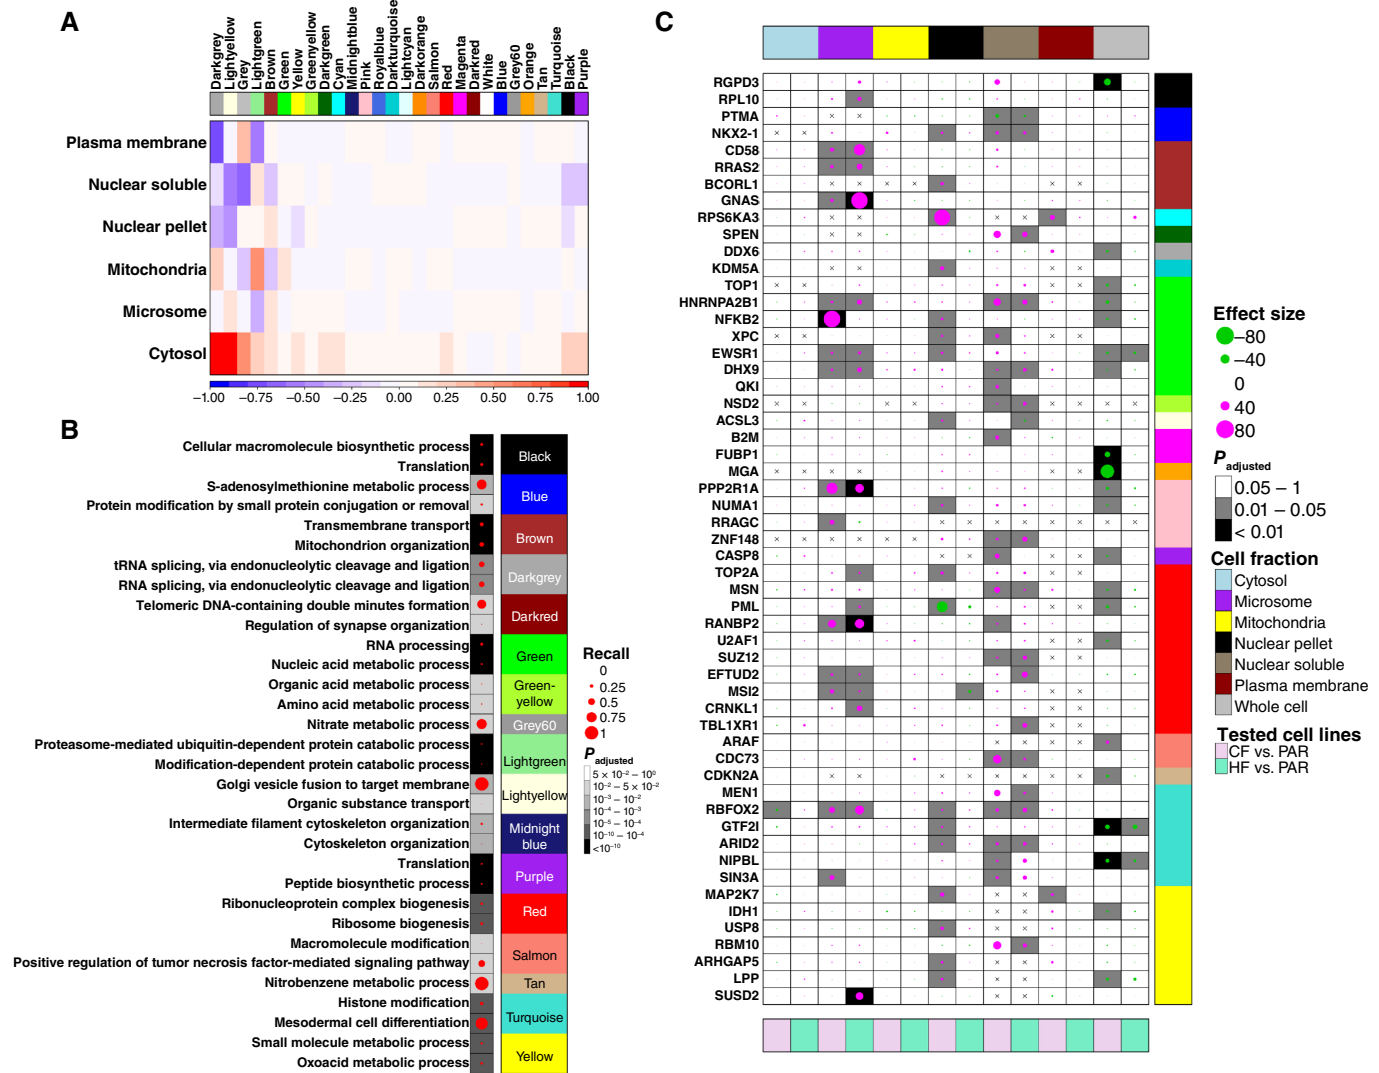 A
Darkgrey
Lightyellow
Grey
Lightgreen
Brown
Green
Yellow
Greenyellow
Darkgreen
Cyan
Midnightblue
Pink
Royalblue
Darkturquoise
Lightcyan
Darkorange
Salmon
Red
Magenta
Darkred
White
Blue
Grey60
Orange
Tan
Turquoise
Black
Purple
Plasma membrane
Nuclear soluble
Nuclear pellet
Mitochondria
Microsome
Cytosol
−1.00 −0.75 −0.50 −0.25 0.00 0.25 0.50 0.75 1.00
B
Cellular macromolecule biosynthetic process
Translation
S-adenosylmethionine metabolic process
Protein modification by small protein conjugation or removal
Transmembrane transport
Mitochondrion organization
tRNA splicing, via endonucleolytic cleavage and ligation
RNA splicing, via endonucleolytic cleavage and ligation
Telomeric DNA-containing double minutes formation
Regulation of synapse organization
RNA processing
Nucleic acid metabolic process
Organic acid metabolic process
Amino acid metabolic process
Nitrate metabolic process
Proteasome-mediated ubiquitin-dependent protein catabolic process
Modification-dependent protein catabolic process
Golgi vesicle fusion to target membrane
Organic substance transport
Intermediate filament cytoskeleton organization
Cytoskeleton organization
Translation
Peptide biosynthetic process
Ribonucleoprotein complex biogenesis
Ribosome biogenesis
Macromolecule modification
Positive regulation of tumor necrosis factor-mediated signaling pathway
Nitrobenzene metabolic process
Histone modification
Mesodermal cell differentiation
Small molecule metabolic process
Oxoacid metabolic process
Black
Blue
Brown
Darkgrey
Darkred
Green
Green-
yellow
Grey60
Lightgreen
Lightyellow
Midnight
blue
Purple
Red
Salmon
Tan
Turquoise
Yellow
Recall
0
0.25
0.5
0.75
1
P adjusted
5 × 10⁻² – 10⁰
10⁻² – 5 × 10⁻²
10⁻³ – 10⁻²
10⁻⁴ – 10⁻³
10⁻⁵ – 10⁻⁴
10⁻¹⁰ – 10⁻⁴
<10⁻¹⁰
C
RGPD3
RPL10
PTMA
NKX2-1
CD58
RRAS2
BCORL1
GNAS
RPS6KA3
SPEN
DDX6
KDM5A
TOP1
HNRNPA2B1
NFKB2
XPC
EWSR1
DHX9
QKI
NSD2
ACSL3
B2M
FUBP1
MGA
PPP2R1A
NUMA1
RRAGC
ZNF148
CASP8
TOP2A
MSN
PML
RANBP2
U2AF1
SUZ12
EFTUD2
MSI2
CRNKL1
TBL1XR1
ARAF
CDC73
CDKN2A
MEN1
RBFOX2
GTF2I
ARID2
NIPBL
SIN3A
MAP2K7
IDH1
USP8
RBM10
ARHGAP5
LPP
SUSD2
Effect size
−80
−40
0
40
80
P adjusted
0.05 – 1
0.01 – 0.05
< 0.01
Cell fraction
Cytosol
Microsome
Mitochondria
Nuclear pellet
Nuclear soluble
Plasma membrane
Whole cell
Tested cell lines
CF vs. PAR
HF vs. PAR